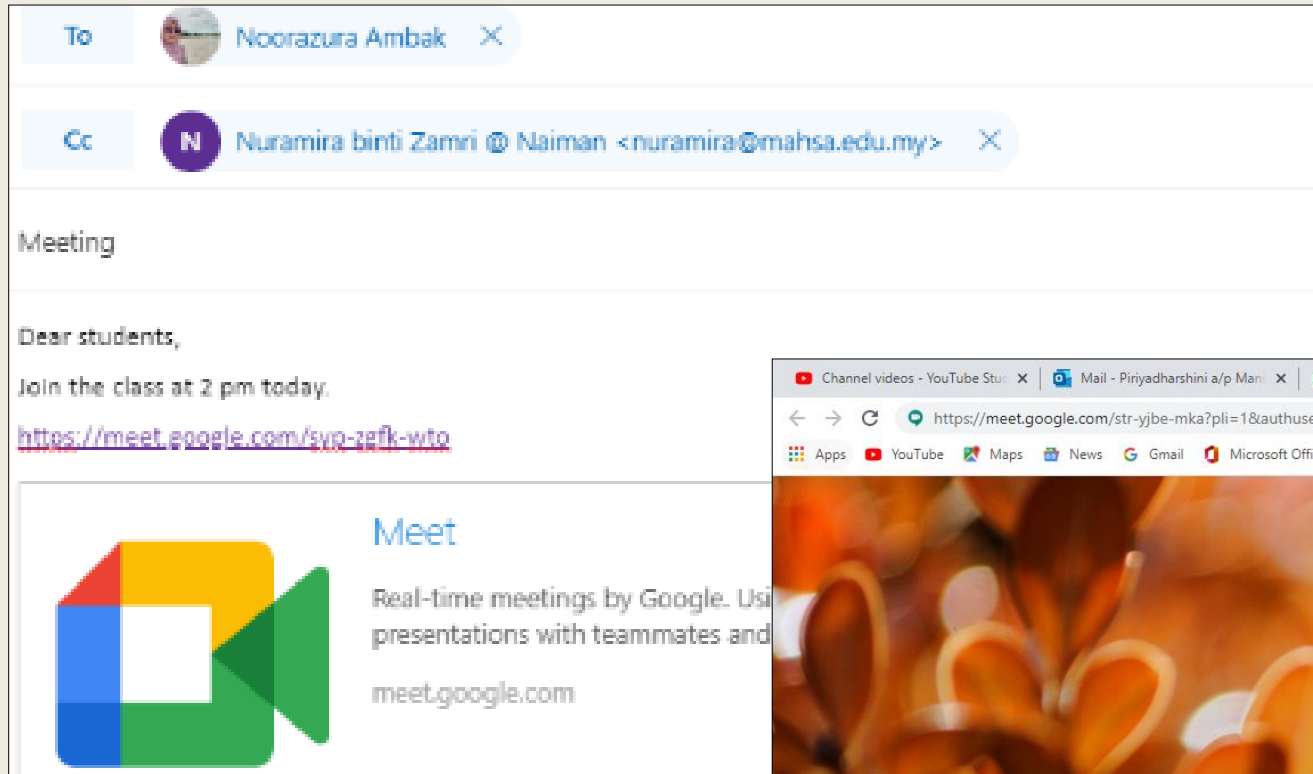 To
Noorazura Ambak
Cc
N
Nuramira binti Zamri @ Naiman <nuramira@mahsa.edu.my>
Meeting
Dear students,
Join the class at 2 pm today.
https://meet.google.com/syp-zgfk-wto
Meet
Real-time meetings by Google. Usi
presentations with teammates and
meet.google.com
Channel videos - YouTube Stu
Mail - Piriyadharshini a/p Man
https://meet.google.com/str-yjbe-mka?pli=1&authuse
Apps YouTube Maps News Gmail Microsoft Offi